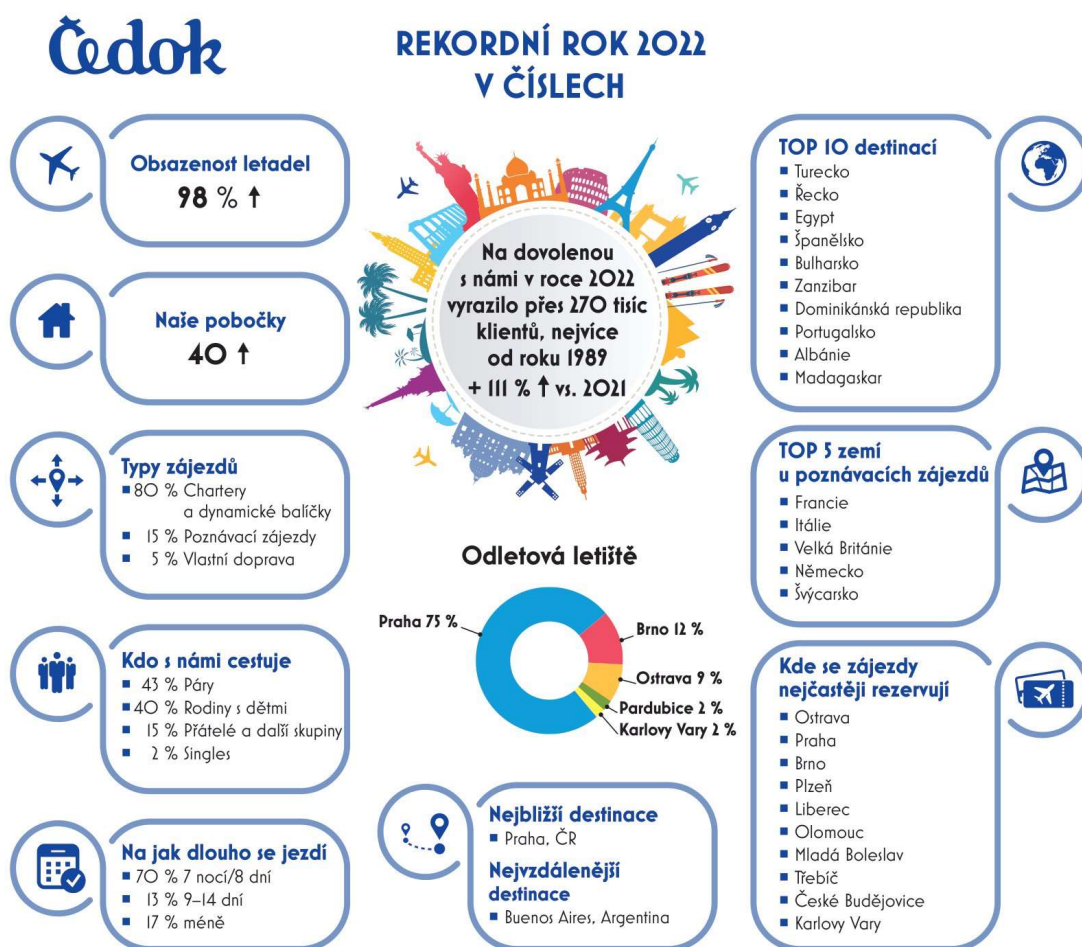 Čedok
REKORDNÍ ROK 2022
V ČÍSLECH
Obsazenost letadel
98 % ↑
Naše pobočky
40 ↑
Typy zájezdů
■ 80 % Chartery
a dynamické balíčky
■ 15 % Poznávací zájezdy
■ 5 % Vlastní doprava
Kdo s námi cestuje
■ 43 % Páry
■ 40 % Rodiny s dětmi
■ 15 % Přátelé a další skupiny
■ 2 % Singles
Na jak dlouho se jezdí
■ 70 % 7 nocí/8 dní
■ 13 % 9–14 dní
■ 17 % méně
Na dovolenou
s námi v roce 2022
vyrazilo přes 270 tisíc
klientů, nejvíce
od roku 1989
+ 111 % ↑ vs. 2021
Odletová letiště
Praha 75 %
Brno 12 %
Ostrava 9 %
Pardubice 2 %
Karlovy Vary 2 %
Nejbližší destinace
■ Praha, ČR
Nejvzdálenější
destinace
■ Buenos Aires, Argentina
TOP 10 destinací
■ Turecko
■ Řecko
■ Egypt
■ Španělsko
■ Bulharsko
■ Zanzibar
■ Dominikánská republika
■ Portugalsko
■ Albánie
■ Madagaskar
TOP 5 zemí
u poznávacích zájezdů
■ Francie
■ Itálie
■ Velká Británie
■ Německo
■ Švýcarsko
Kde se zájezdy
nejčastěji rezervují
■ Ostrava
■ Praha
■ Brno
■ Plzeň
■ Liberec
■ Olomouc
■ Mladá Boleslav
■ Třebíč
■ České Budějovice
■ Karlovy Vary